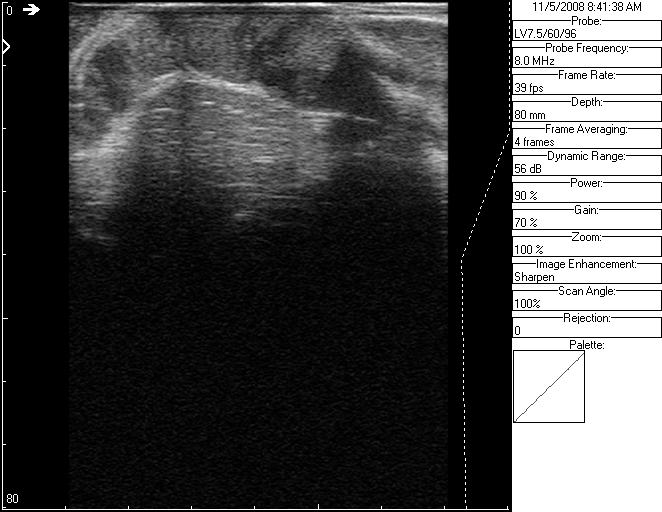 0
80
11/5/2008 8:41:38 AM
Probe:
LV7.5/60/96
Probe Frequency:
8.0 MHz
Frame Rate:
39 fps
Depth:
80 mm
Frame Averaging:
4 frames
Dynamic Range:
56 dB
Power:
90 %
Gain:
70 %
Zoom:
100 %
Image Enhancement:
Sharpen
Scan Angle:
100%
Rejection:
0
Palette: